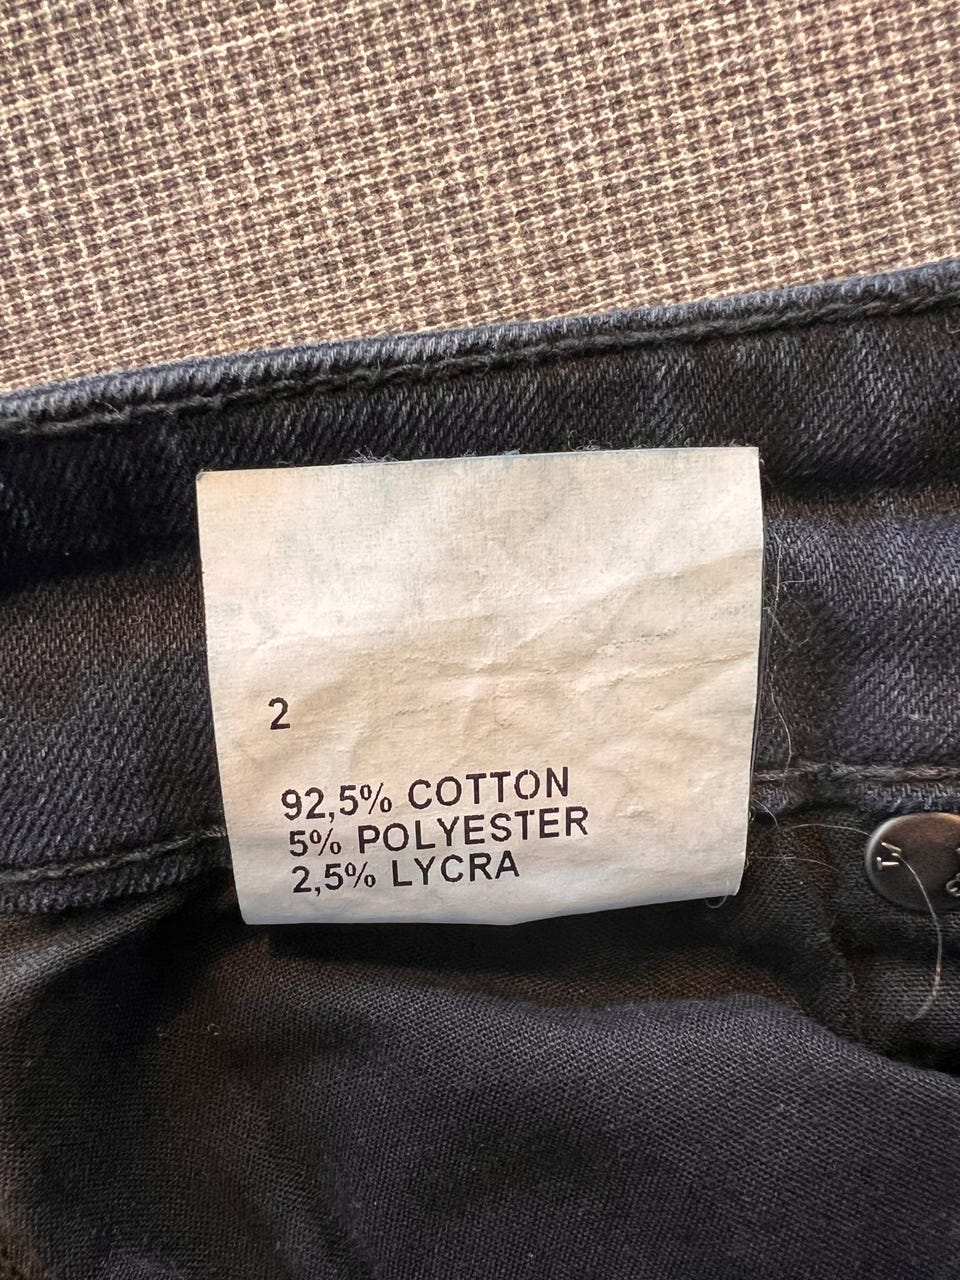 2
92,5% COTTON
5% POLYESTER
2,5% LYCRA